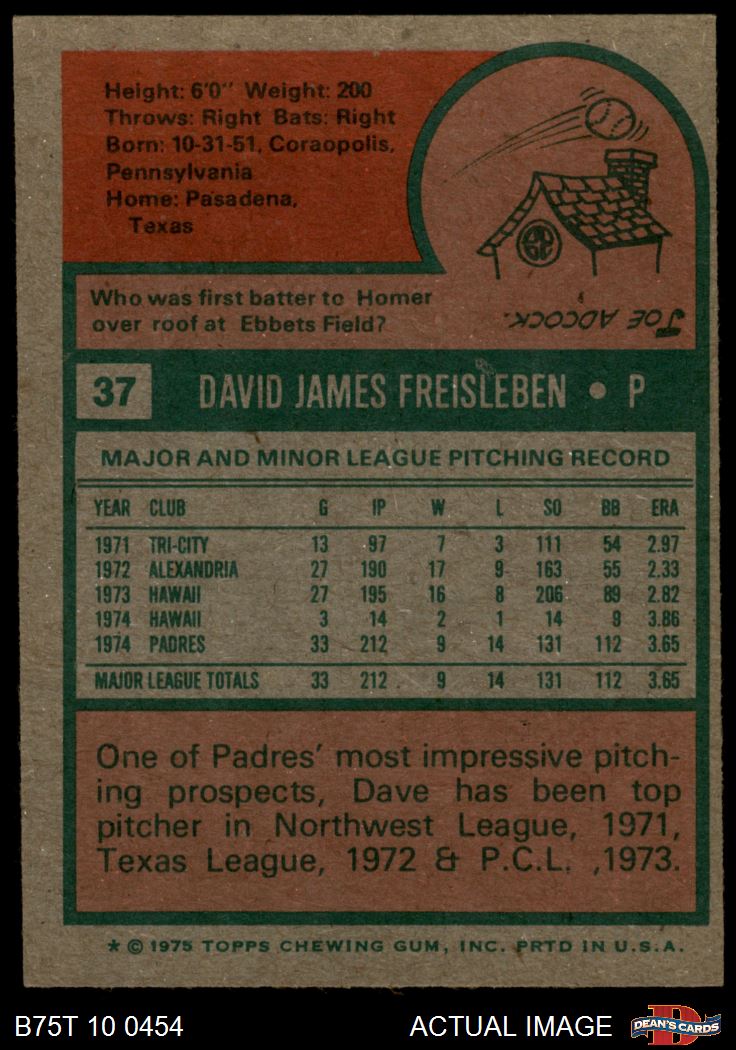 Height: 6'0" Weight: 200
Throws: Right Bats: Right
Born: 10-31-51, Coraopolis,
Pennsylvania
Home: Pasadena,
Texas
Who was first batter to Homer
over roof at Ebbets Field?
JOE ADCOCK.
37 DAVID JAMES FREISLEBEN • P
MAJOR AND MINOR LEAGUE PITCHING RECORD
YEAR CLUB G IP W L SO BB ERA
1971 TRI-CITY 13 97 7 3 111 54 2.97
1972 ALEXANDRIA 27 190 17 9 163 55 2.33
1973 HAWAII 27 195 16 8 206 89 2.82
1974 HAWAII 3 14 2 1 14 9 3.86
1974 PADRES 33 212 9 14 131 112 3.65
MAJOR LEAGUE TOTALS 33 212 9 14 131 112 3.65
One of Padres' most impressive pitch-
ing prospects, Dave has been top
pitcher in Northwest League, 1971,
Texas League, 1972 & P.C.L. ,1973.
* © 1975 TOPPS CHEWING GUM, INC. PRTD IN U.S.A.
B75T 10 0454 ACTUAL IMAGE DEAN'S CARDS